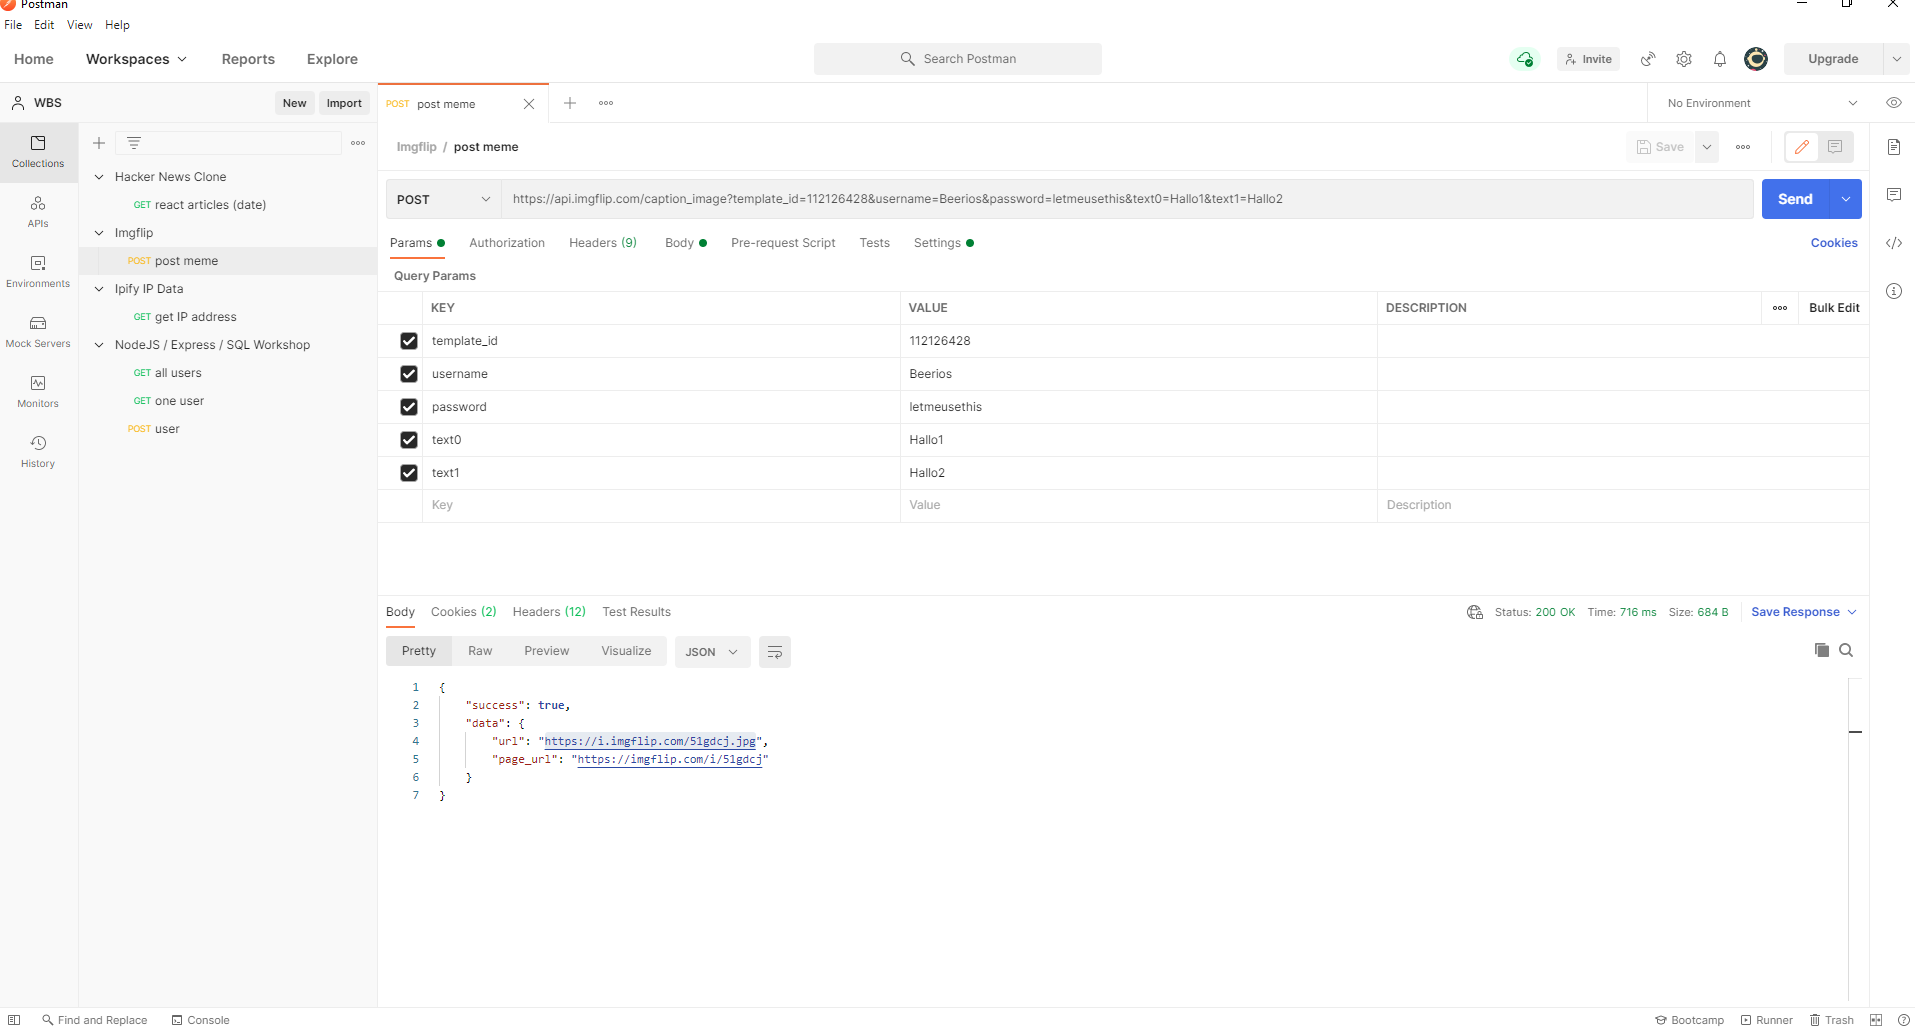 Postman
File Edit View Help
Home Workspaces Reports Explore Search Postman Invite Upgrade
WBS New Import POST post meme No Environment
Collections
APIs
Environments
Mock Servers
Monitors
History
Hacker News Clone
GET react articles (date)
Imgflip
POST post meme
Ipify IP Data
GET get IP address
NodeJS / Express / SQL Workshop
GET all users
GET one user
POST user
Imgflip / post meme Save
POST https://api.imgflip.com/caption_image?template_id=112126428&username=Beerios&password=letmeusethis&text0=Hallo1&text1=Hallo2 Send
Params Authorization Headers (9) Body Pre-request Script Tests Settings Cookies
Query Params
KEY VALUE DESCRIPTION Bulk Edit
template_id 112126428
username Beerios
password letmeusethis
text0 Hallo1
text1 Hallo2
Key Value Description
Body Cookies (2) Headers (12) Test Results Status: 200 OK Time: 716 ms Size: 684 B Save Response
Pretty Raw Preview Visualize JSON
1 {
2 "success": true,
3 "data": {
4 "url": "https://i.imgflip.com/51gdcj.jpg",
5 "page_url": "https://imgflip.com/i/51gdcj"
6 }
7 }
Find and Replace Console Bootcamp Runner Trash